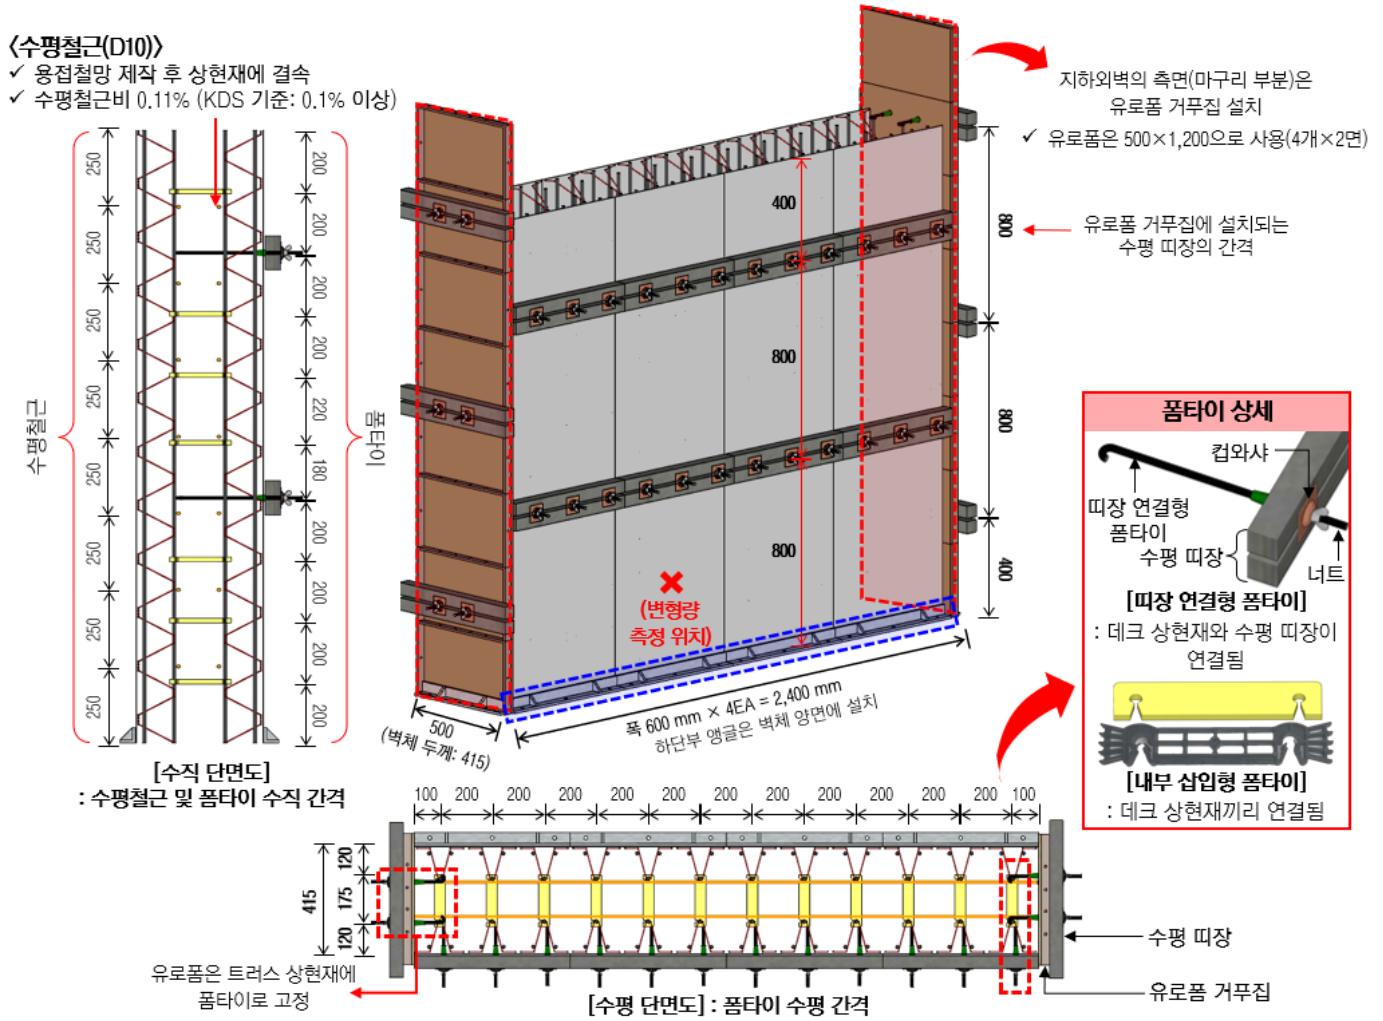 <수평철근(D10)>
✓ 용접철망 제작 후 상현재에 결속
✓ 수평철근비 0.11% (KDS 기준: 0.1% 이상)
250
250
250
250
250
250
250
250
수평철근
200
200
200
200
220
180
200
200
200
200
폼타이
[수직 단면도]
: 수평철근 및 폼타이 수직 간격
400
800
800
800
800
400
✖
(변형량
측정 위치)
500
(벽체 두께: 415)
폭 600 mm × 4EA = 2,400 mm
하단부 앵글은 벽체 양면에 설치
지하외벽의 측면(마구리 부분)은
유로폼 거푸집 설치
✓ 유로폼은 500×1,200으로 사용(4개×2면)
유로폼 거푸집에 설치되는
수평 띠장의 간격
폼타이 상세
컵와샤
띠장 연결형
폼타이
수평 띠장
너트
[띠장 연결형 폼타이]
: 데크 상현재와 수평 띠장이
연결됨
[내부 삽입형 폼타이]
: 데크 상현재끼리 연결됨
100 200 200 200 200 200 200 200 200 200 200 200 100
415
120
175
120
유로폼은 트러스 상현재에
폼타이로 고정
[수평 단면도] : 폼타이 수평 간격
수평 띠장
유로폼 거푸집